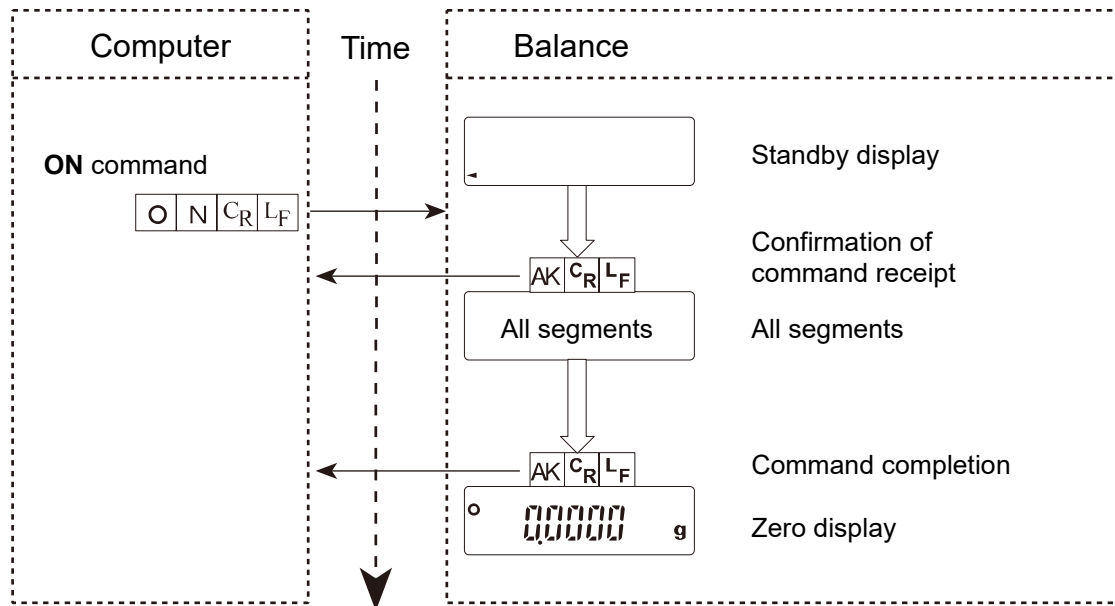 Computer
Time
Balance
ON command
O N CR LF
Standby display
Confirmation of
command receipt
AK CR LF
All segments
All segments
Command completion
AK CR LF
0.0000 g
Zero display